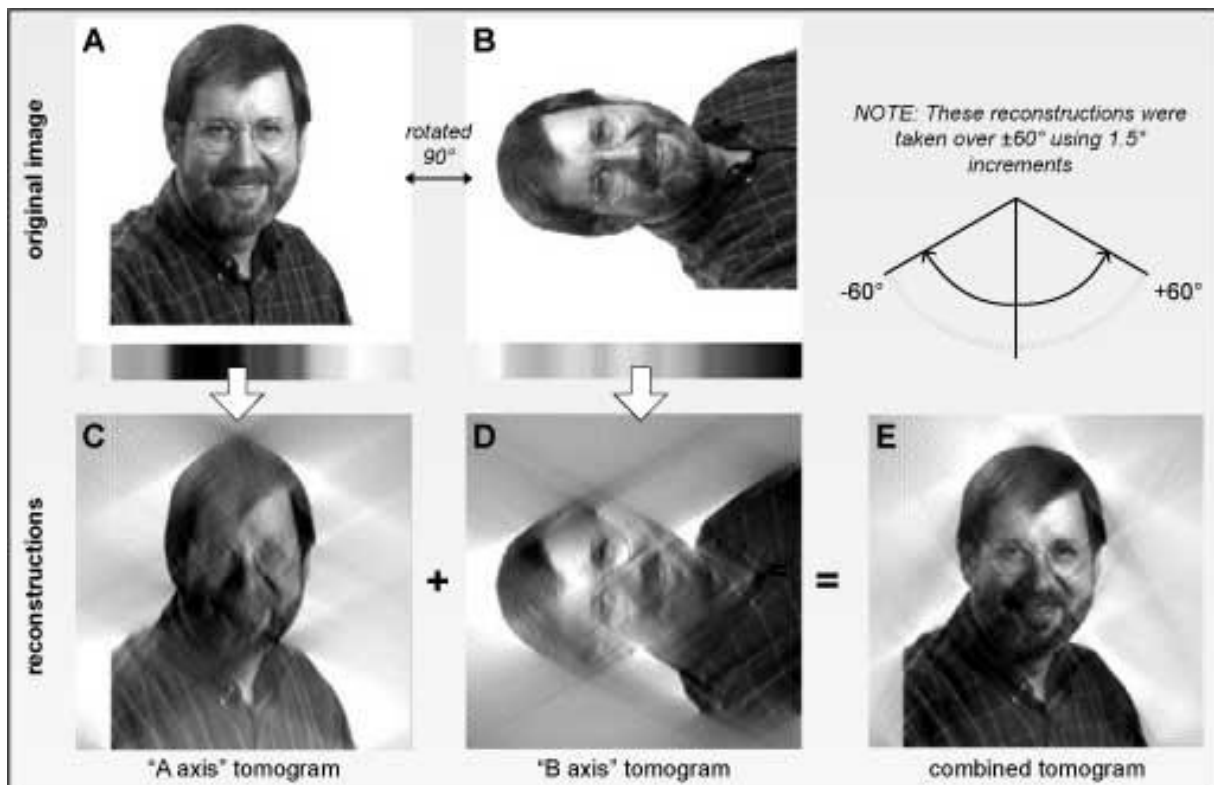 A
B
original image
rotated
90°
NOTE: These reconstructions were
taken over ±60° using 1.5°
increments
-60°
+60°
C
D
E
reconstructions
+
=
"A axis" tomogram
"B axis" tomogram
combined tomogram